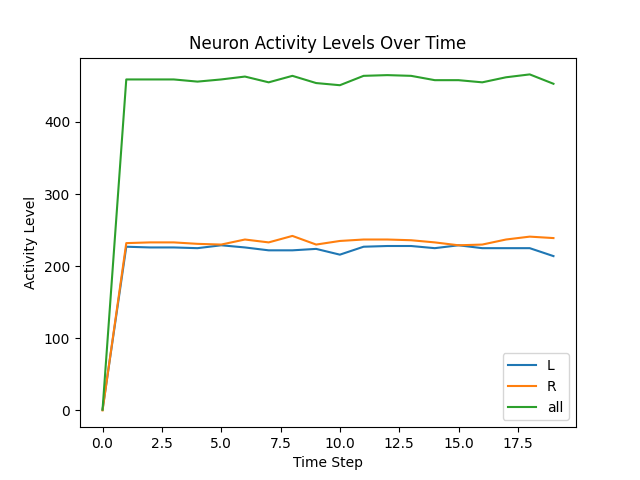 Neuron Activity Levels Over Time
Activity Level
400
300
200
100
0
0.0 2.5 5.0 7.5 10.0 12.5 15.0 17.5
Time Step
L
R
all